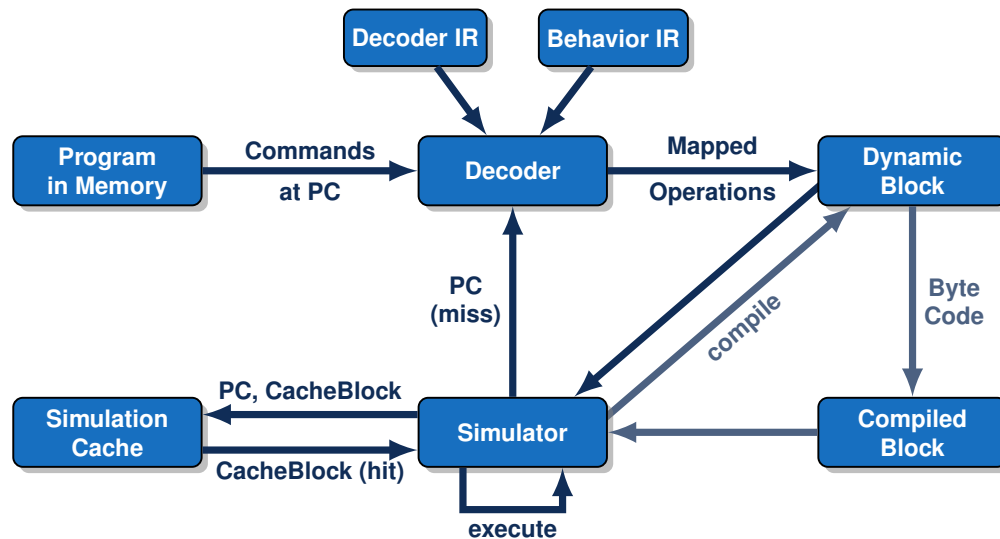 Decoder IR
Behavior IR
Program
in Memory
Commands
at PC
Decoder
Mapped
Operations
Dynamic
Block
PC
(miss)
compile
Byte
Code
PC, CacheBlock
Simulation
Cache
CacheBlock (hit)
Simulator
Compiled
Block
execute